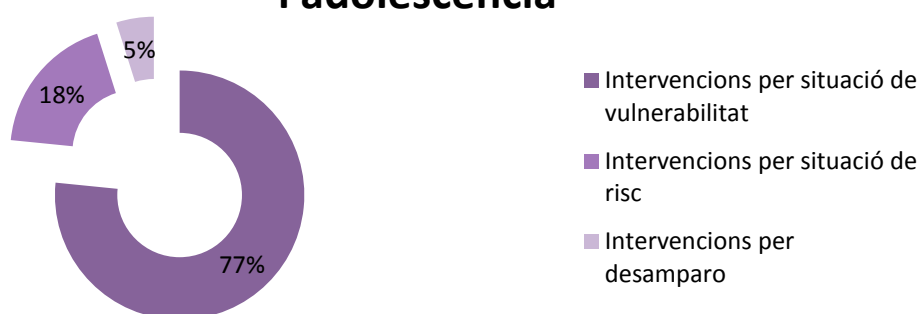 l'adolescència
5%
18%
77%
Intervencions per situació de
vulnerabilitat
Intervencions per situació de
risc
Intervencions per
desamparo